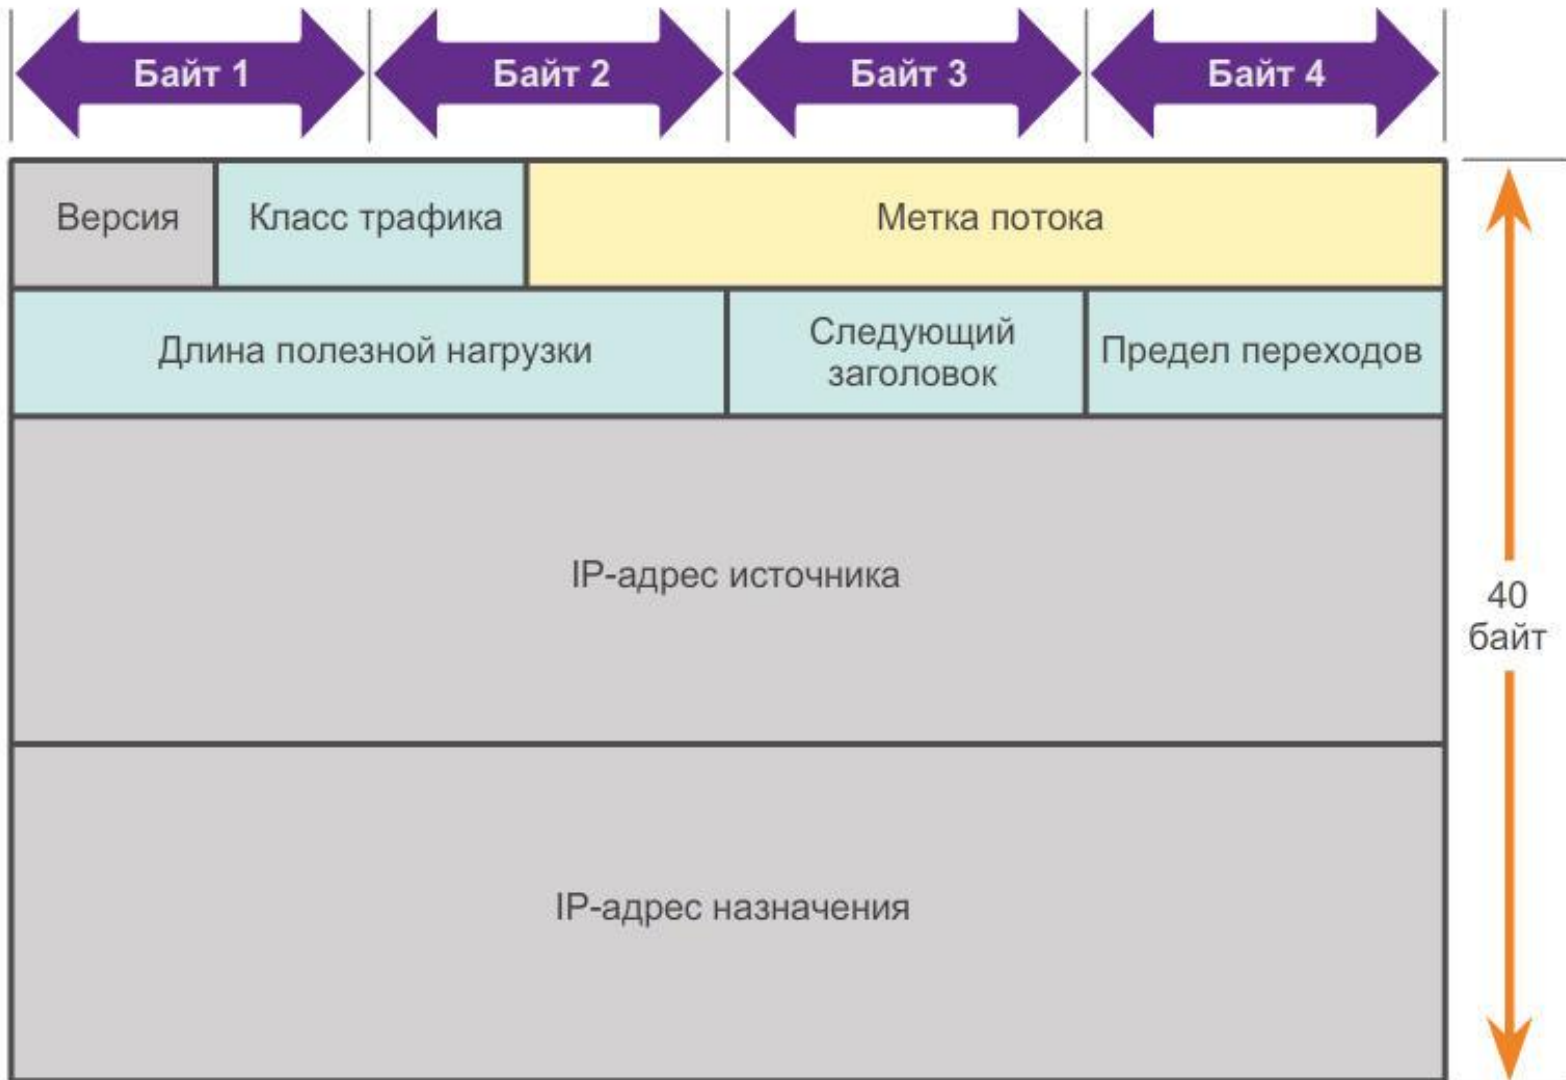 Байт 1
Байт 2
Байт 3
Байт 4
Версия
Класс трафика
Метка потока
Длина полезной нагрузки
Следующий
заголовок
Предел переходов
IP-адрес источника
40
байт
IP-адрес назначения